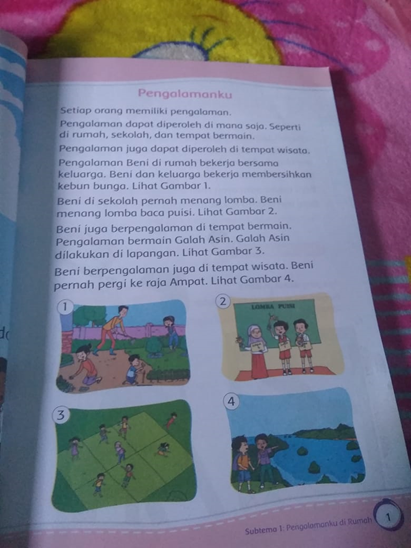 Pengalamanku
Setiap orang memiliki pengalaman.
Pengalaman dapat diperoleh di mana saja. Seperti
di rumah, sekolah, dan tempat bermain.
Pengalaman juga dapat diperoleh di tempat wisata.
Pengalaman Beni di rumah bekerja bersama
keluarga. Beni dan keluarga bekerja membersihkan
kebun bunga. Lihat Gambar 1.
Beni di sekolah pernah menang lomba. Beni
menang lomba baca puisi. Lihat Gambar 2.
Beni juga berpengalaman di tempat bermain.
Pengalaman bermain Galah Asin. Galah Asin
dilakukan di lapangan. Lihat Gambar 3.
Beni berpengalaman juga di tempat wisata. Beni
pernah pergi ke raja Ampat. Lihat Gambar 4.
1
2
LOMBA PUISI
3
4
Subtema 1: Pengalamanku di Rumah
1